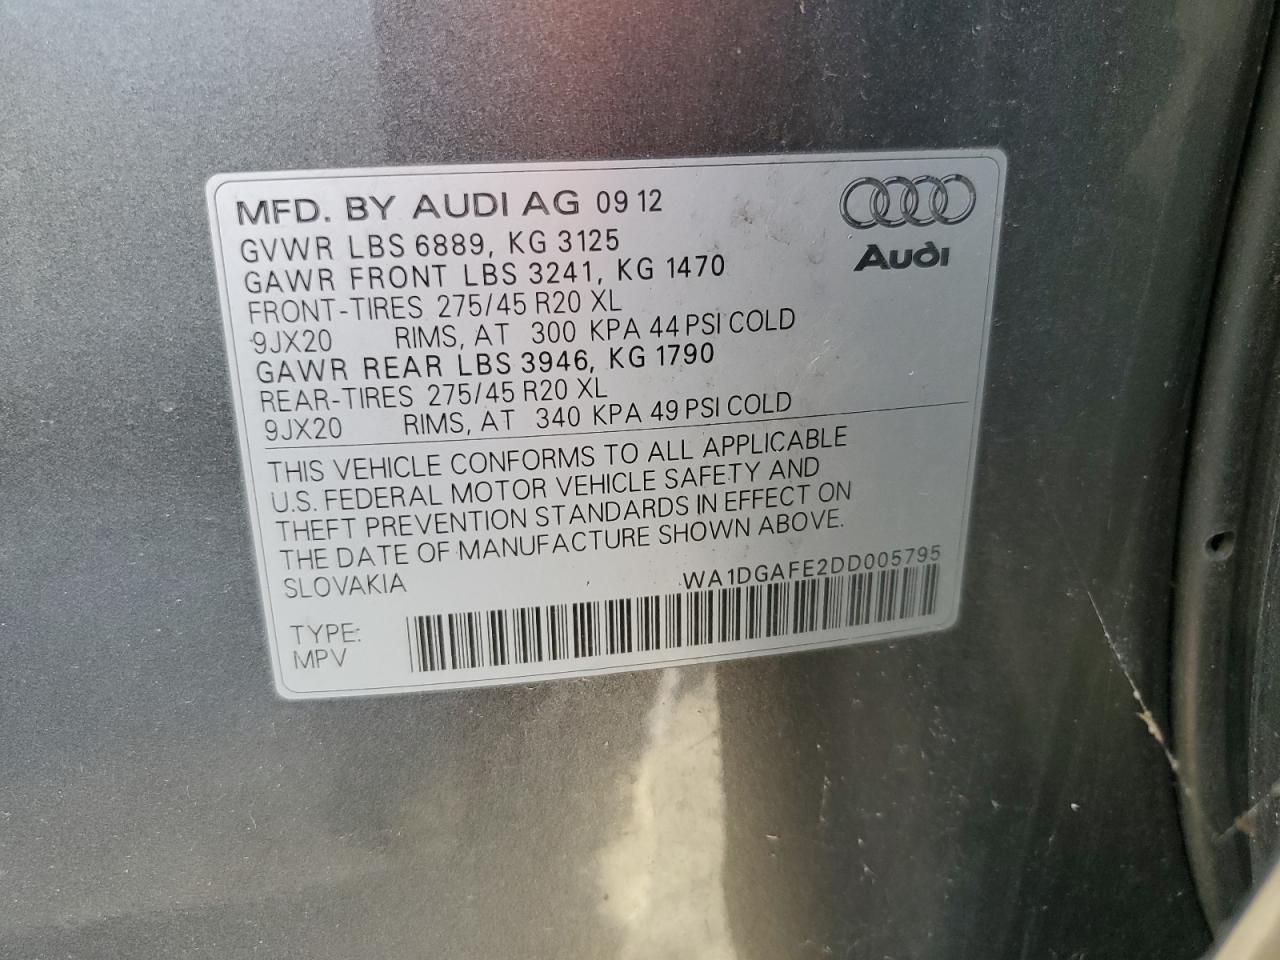 MFD. BY AUDI AG 09 12
GVWR LBS 6889, KG 3125
GAWR FRONT LBS 3241, KG 1470
FRONT-TIRES 275/45 R20 XL
9JX20 RIMS, AT 300 KPA 44 PSI COLD
GAWR REAR LBS 3946, KG 1790
REAR-TIRES 275/45 R20 XL
9JX20 RIMS, AT 340 KPA 49 PSI COLD
Audi
THIS VEHICLE CONFORMS TO ALL APPLICABLE
U.S. FEDERAL MOTOR VEHICLE SAFETY AND
THEFT PREVENTION STANDARDS IN EFFECT ON
THE DATE OF MANUFACTURE SHOWN ABOVE.
SLOVAKIA WA1DGAFE2DD005795
TYPE:
MPV